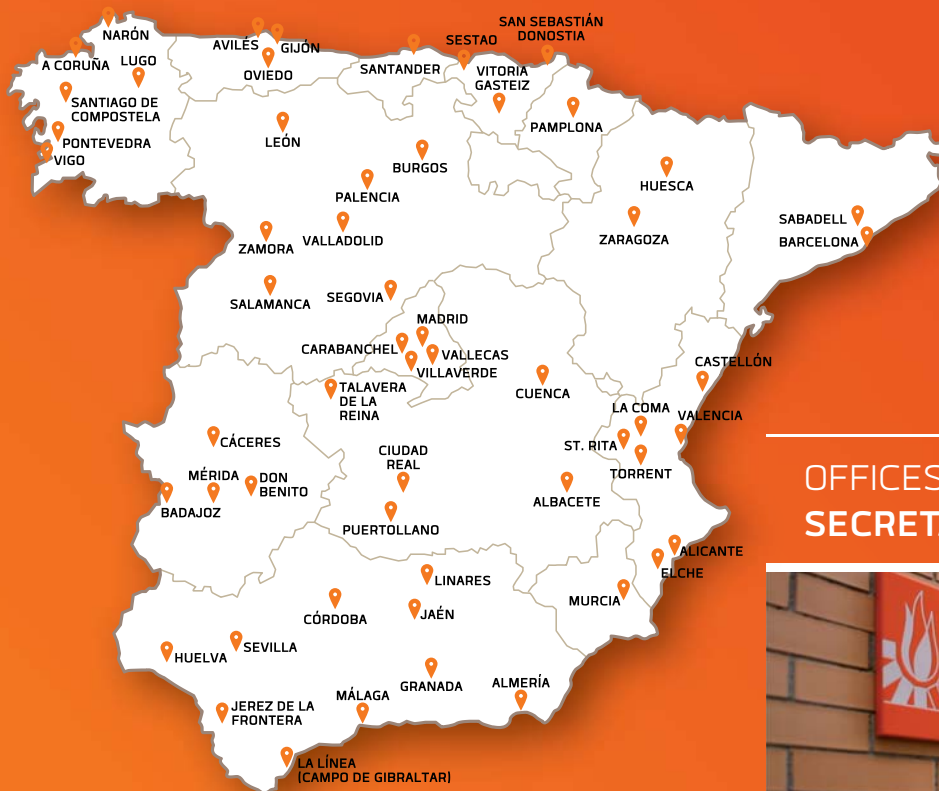 NARÓN
A CORUÑA
LUGO
SANTIAGO DE
COMPOSTELA
PONTEVEDRA
VIGO
AVILÉS
GIJÓN
OVIEDO
SANTANDER
SESTAO
SAN SEBASTIÁN
DONOSTIA
VITORIA
GASTEIZ
PAMPLONA
LEÓN
BURGOS
PALENCIA
HUESCA
ZARAGOZA
SABADELL
BARCELONA
ZAMORA
VALLADOLID
SALAMANCA
SEGOVIA
MADRID
CARABANCHEL
VALLECAS
VILLAVERDE
TALAVERA
DE LA
REINA
CUENCA
CASTELLÓN
LA COMA
VALENCIA
ST. RITA
TORRENT
CÁCERES
MÉRIDA
DON
BENITO
BADAJOZ
CIUDAD
REAL
PUERTOLLANO
ALBACETE
ALICANTE
ELCHE
MURCIA
LINARES
CÓRDOBA
JAÉN
HUELVA
SEVILLA
GRANADA
ALMERÍA
JEREZ DE LA
FRONTERA
MÁLAGA
LA LÍNEA
(CAMPO DE GIBRALTAR)
OFFICES